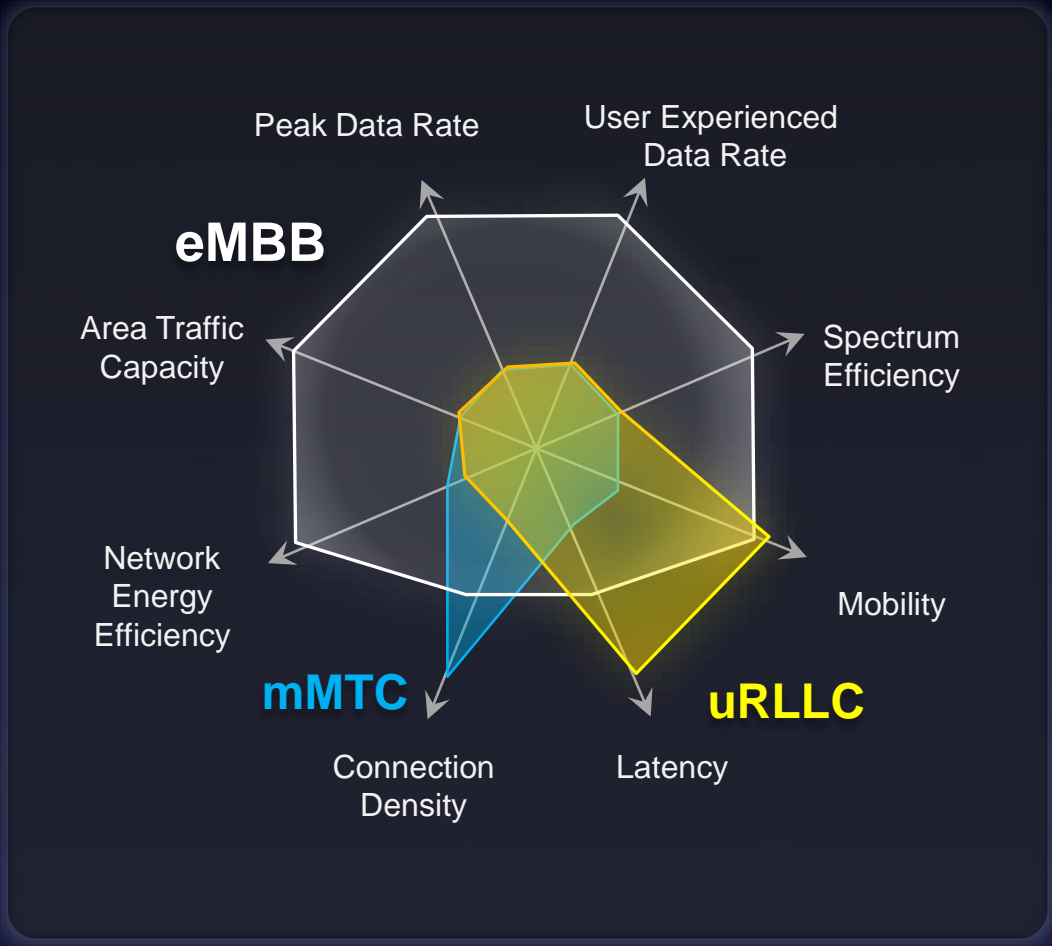 Peak Data Rate
User Experienced
Data Rate
eMBB
Area Traffic
Capacity
Spectrum
Efficiency
Network
Energy
Efficiency
Mobility
mMTC
uRLLC
Connection
Density
Latency